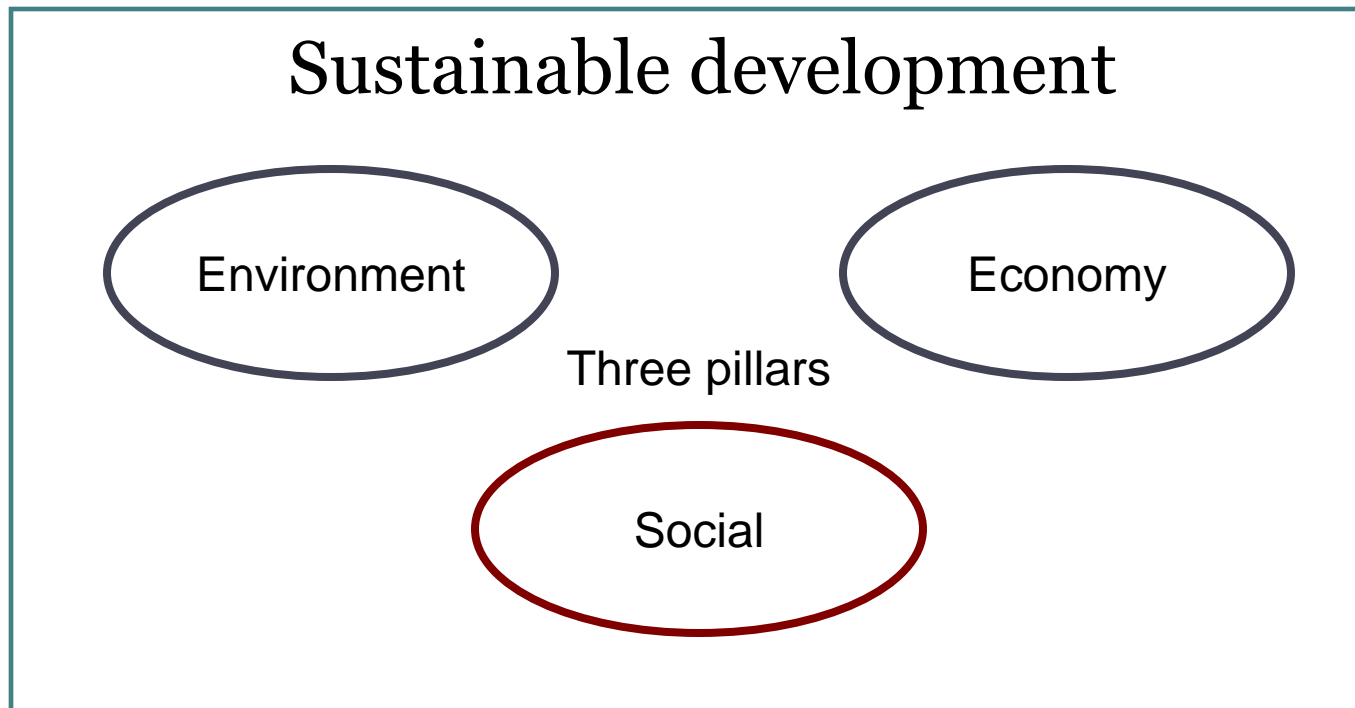 Sustainable development
Environment
Economy
Three pillars
Social